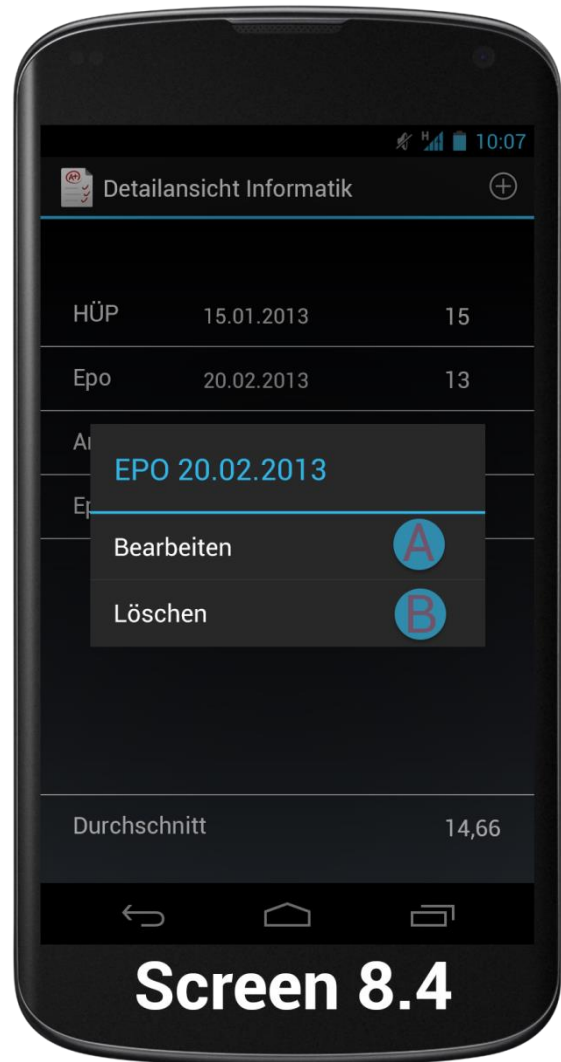 H 10:07
A+
Detailansicht Informatik
HÜP 15.01.2013 15
Epo 20.02.2013 13
EPO 20.02.2013
Bearbeiten A
Löschen B
Durchschnitt 14,66
Screen 8.4